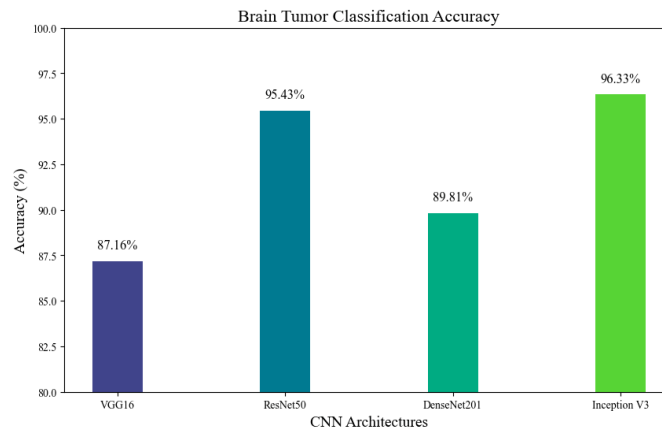 Brain Tumor Classification Accuracy
100.0
97.5
95.0
92.5
90.0
87.5
85.0
82.5
80.0
Accuracy (%)
87.16%
95.43%
89.81%
96.33%
VGG16
ResNet50
DenseNet201
Inception V3
CNN Architectures